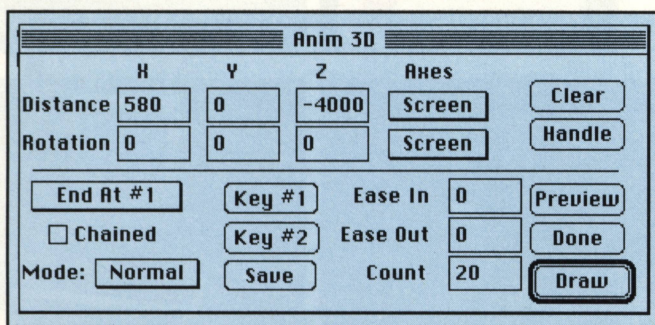 Anim 3D
X Y Z Axes
Distance 580 0 -4000 Screen Clear
Rotation 0 0 0 Screen Handle
End At #1 Key #1 Ease In 0 Preview
Chained Key #2 Ease Out 0 Done
Mode: Normal Save Count 20 Draw